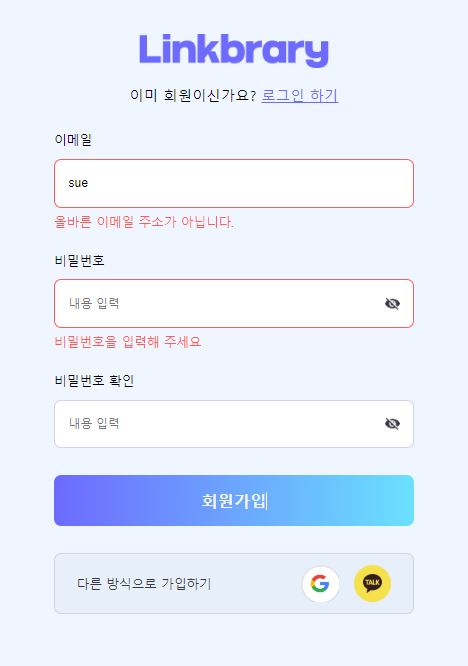 Linkbrary
이미 회원이신가요? 로그인 하기
이메일
sue
올바른 이메일 주소가 아닙니다.
비밀번호
내용 입력
비밀번호을 입력해 주세요
비밀번호 확인
내용 입력
회원가입
다른 방식으로 가입하기
G
TALK